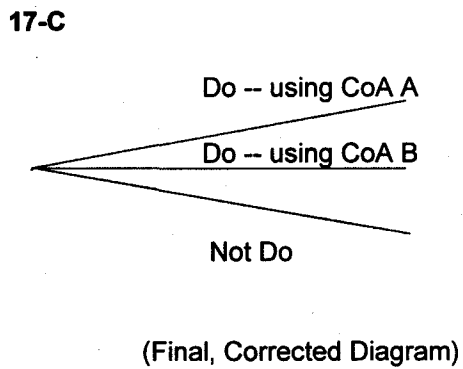 17-C
Do -- using CoA A
Do -- using CoA B
Not Do
(Final, Corrected Diagram)